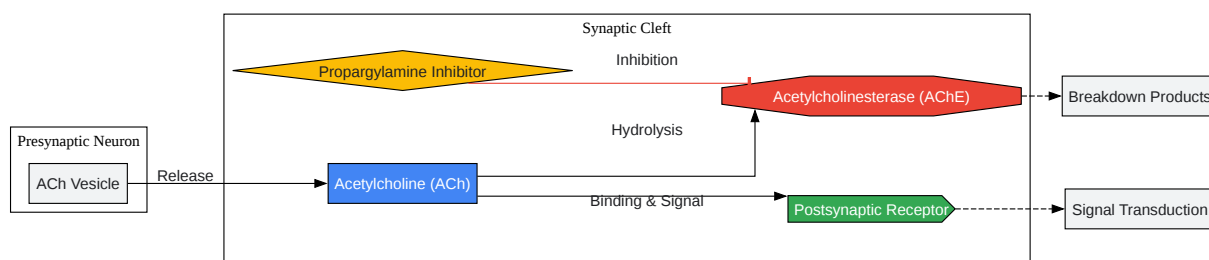 Synaptic Cleft
Inhibition
Propargylamine Inhibitor
Acetylcholinesterase (AChE)
Breakdown Products
Hydrolysis
Presynaptic Neuron
ACh Vesicle
Release
Acetylcholine (ACh)
Binding & Signal
Postsynaptic Receptor
Signal Transduction